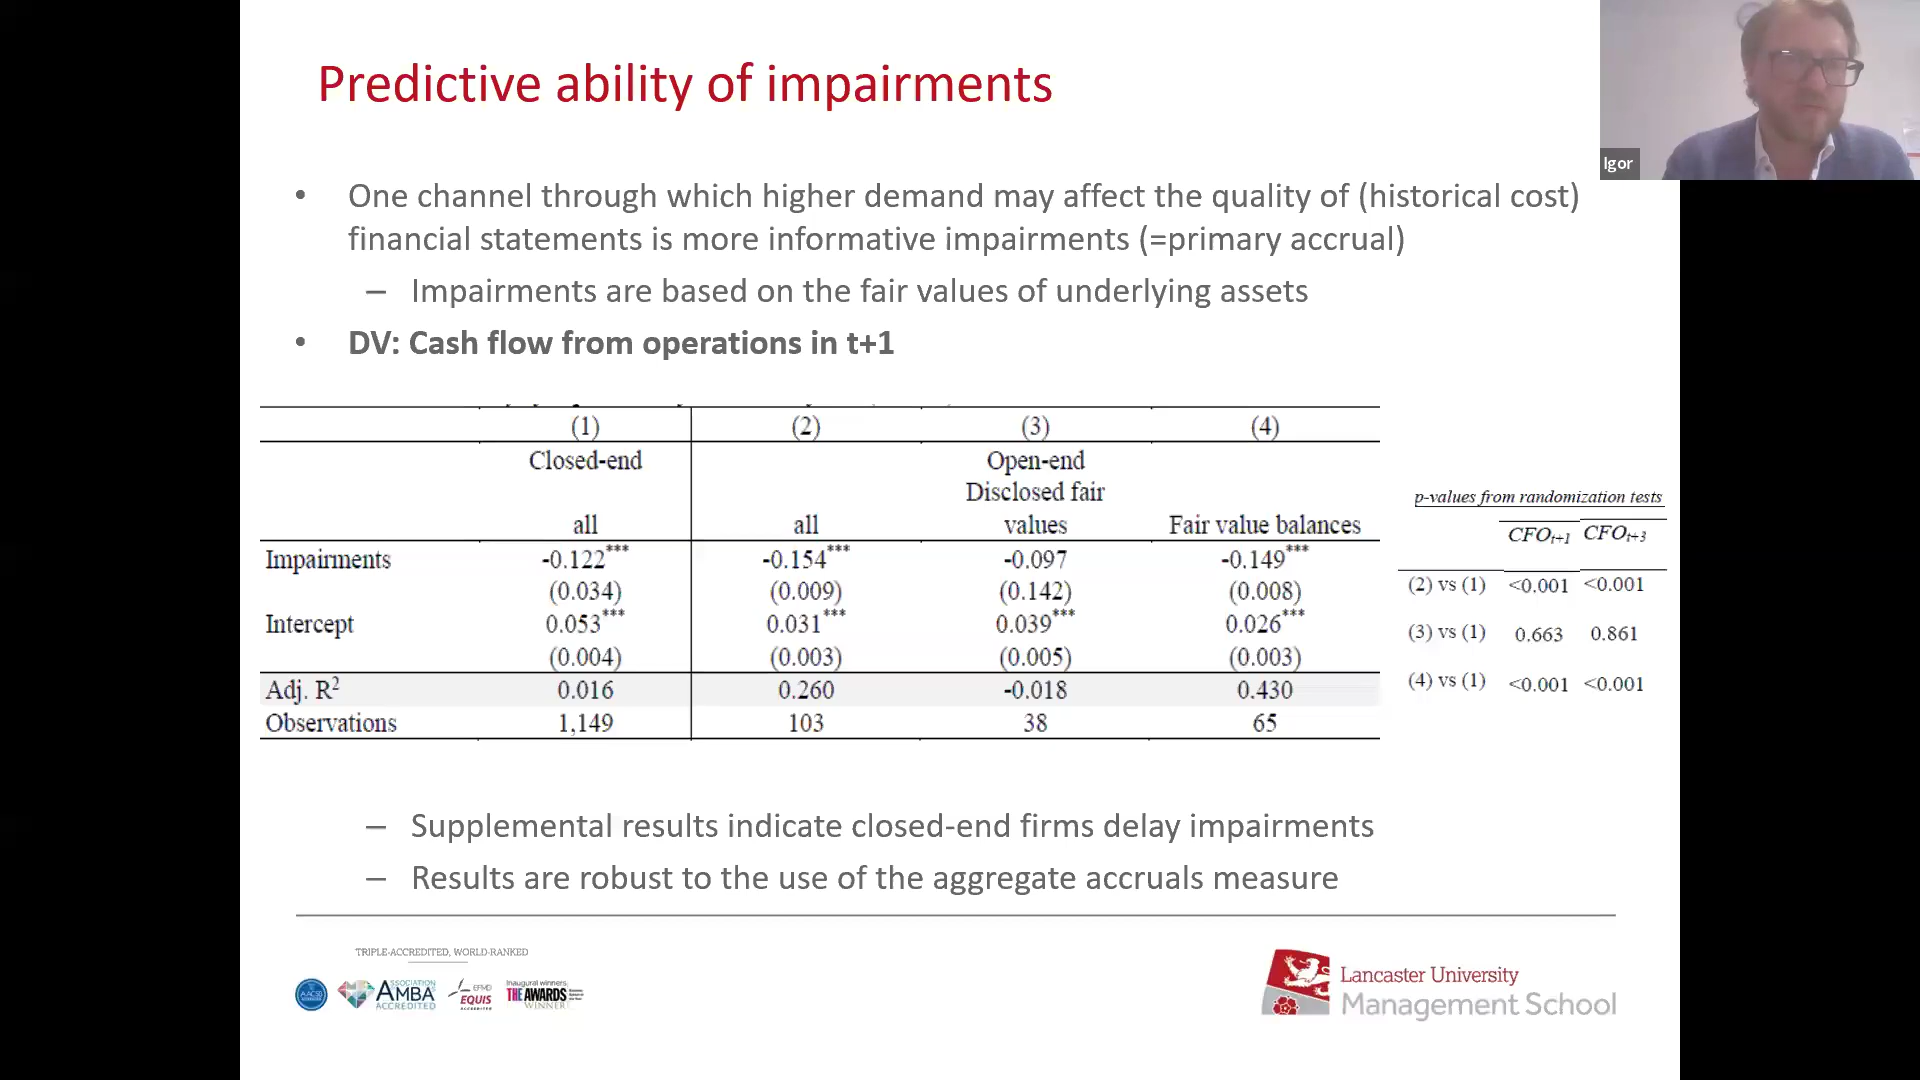 Predictive ability of impairments
Igor
• One channel through which higher demand may affect the quality of (historical cost)
financial statements is more informative impairments (=primary accrual)
– Impairments are based on the fair values of underlying assets
• DV: Cash flow from operations in t+1
(1) (2) (3) (4)
Closed-end Open-end
Disclosed fair
all all values Fair value balances
Impairments -0.122*** -0.154*** -0.097 -0.149***
(0.034) (0.009) (0.142) (0.008)
Intercept 0.053*** 0.031*** 0.039*** 0.026***
(0.004) (0.003) (0.005) (0.003)
Adj. R² 0.016 0.260 -0.018 0.430
Observations 1,149 103 38 65
p-values from randomization tests
CFOt+1 CFOt+3
(2) vs (1) <0.001 <0.001
(3) vs (1) 0.663 0.861
(4) vs (1) <0.001 <0.001
– Supplemental results indicate closed-end firms delay impairments
– Results are robust to the use of the aggregate accruals measure
TRIPLE-ACCREDITED, WORLD-RANKED
AACSB
ASSOCIATION
AMBA
ACCREDITED
EFMD
EQUIS
ACCREDITED
Inaugural winners
THE AWARDS
WINNER
Lancaster University
Management School